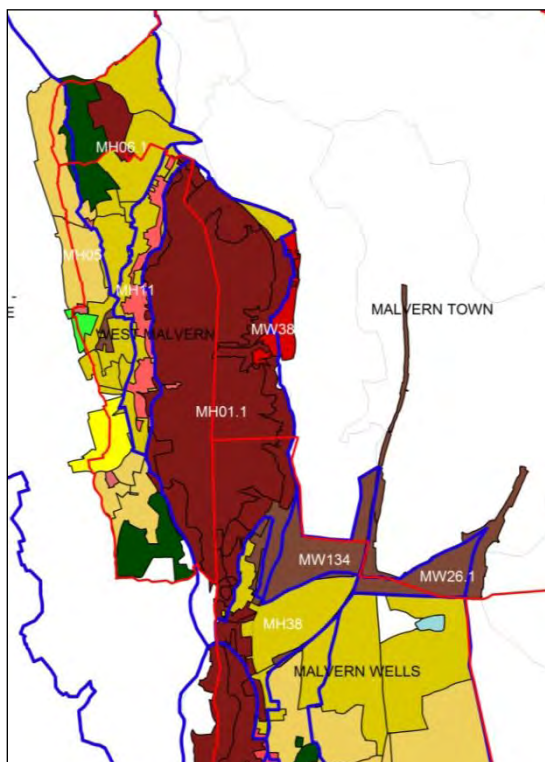 MH06.1
MH05
MH11
MALVERN TOWN
WEST MALVERN
MW38
MH01.1
MW134
MW26.1
MH38
MALVERN WELLS